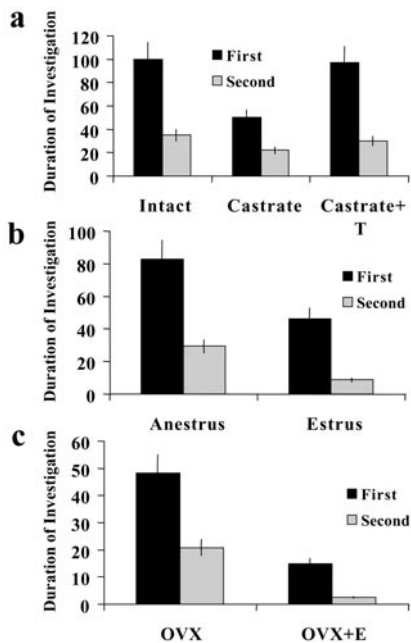 a
Duration of Investigation
120
100
80
60
40
20
0
First
Second
Intact Castrate Castrate+
T
b
Duration of Investigation
100
80
60
40
20
0
First
Second
Anestrus Estrus
c
Duration of Investigation
60
50
40
30
20
10
0
First
Second
OVX OVX+E